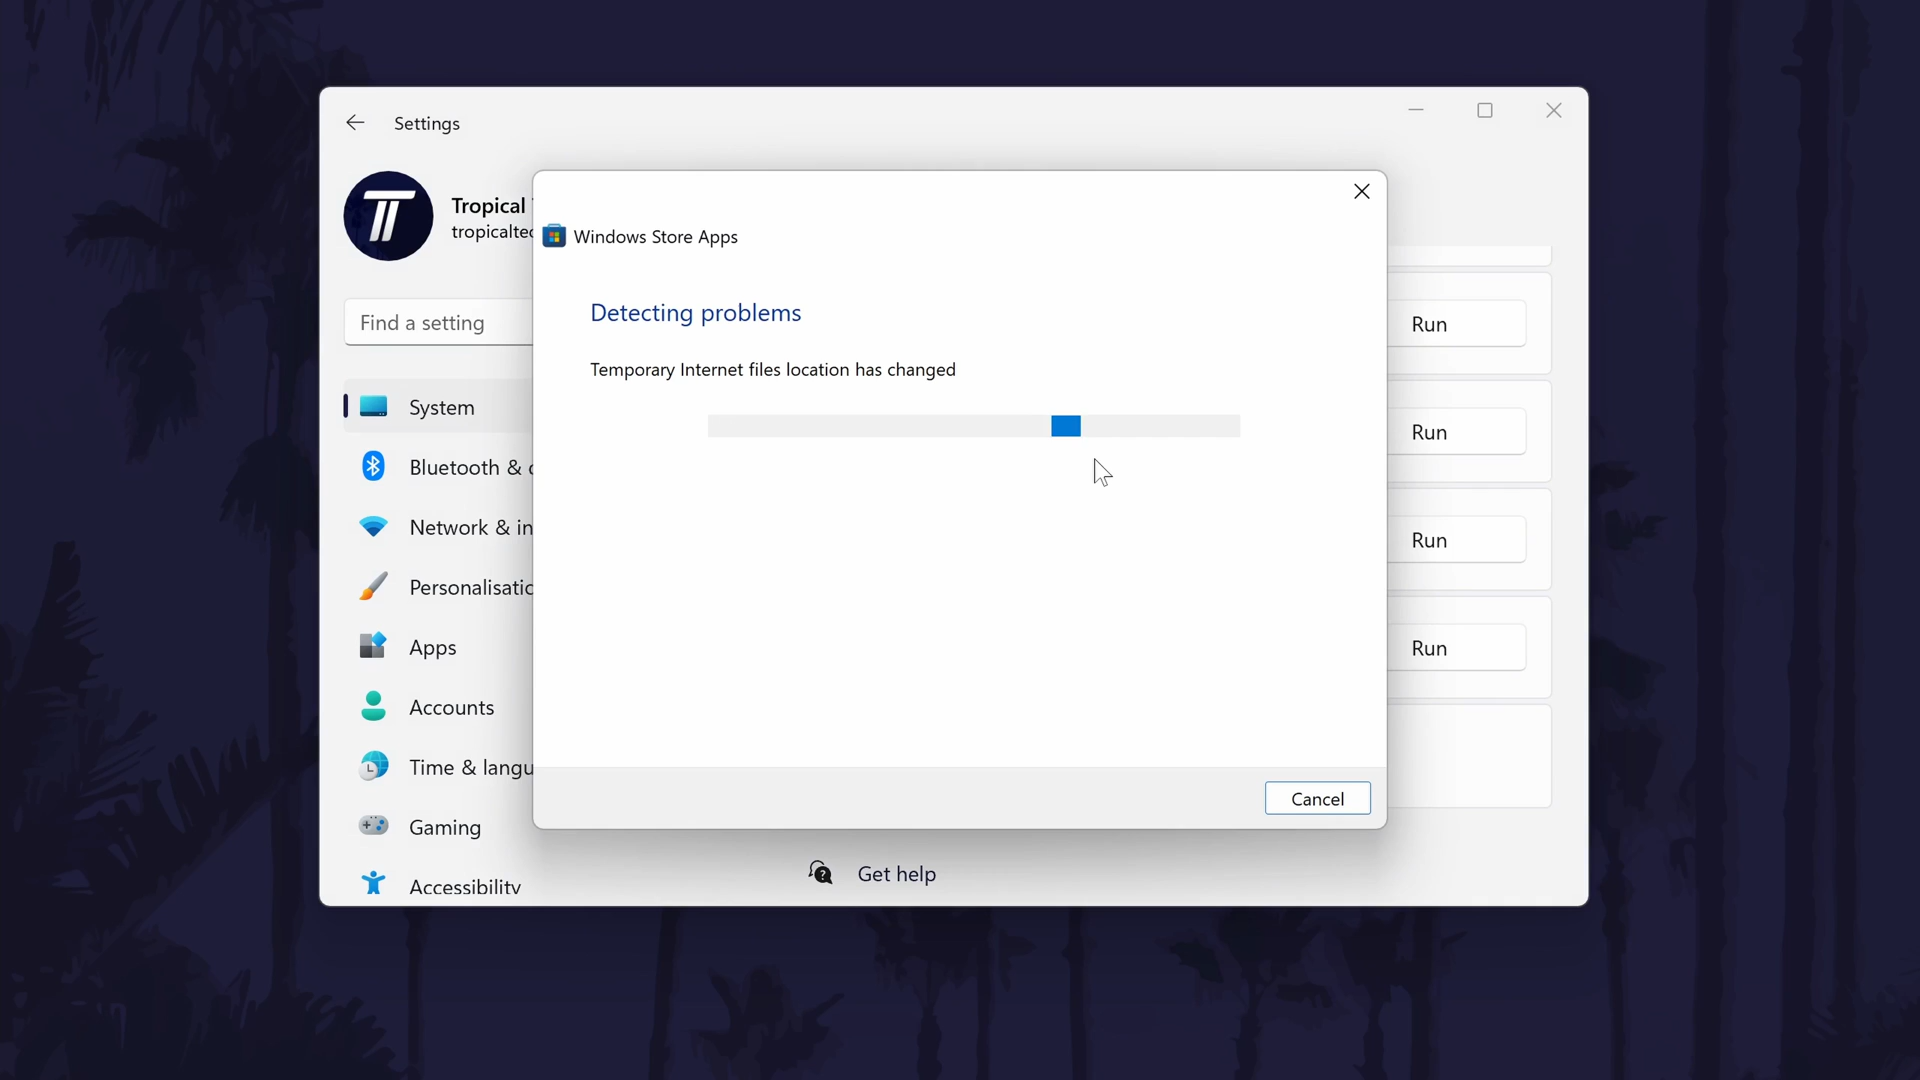 Settings
Tropical
tropicaltec
Find a setting
System
Bluetooth &
Network & in
Personalisatio
Apps
Accounts
Time & langu
Gaming
Accessibility
Windows Store Apps
Detecting problems
Temporary Internet files location has changed
Cancel
Run
Run
Run
Run
Get help